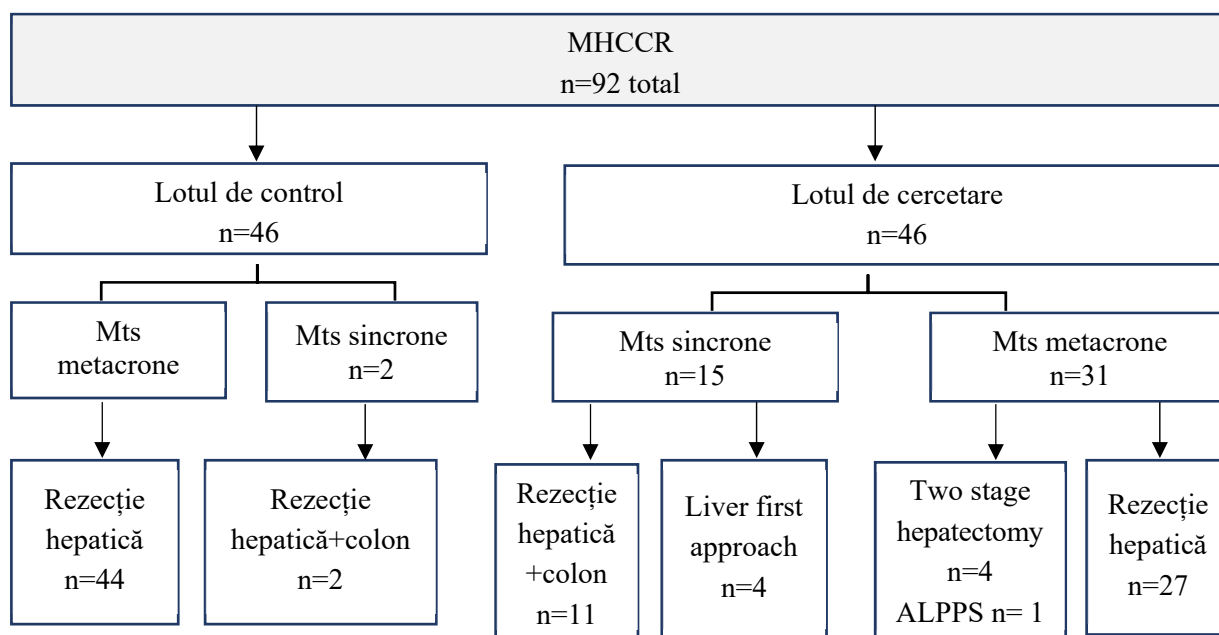 MHCCR
n=92 total
Lotul de control
n=46
Lotul de cercetare
n=46
Mts
metacrone
Mts sincrone
n=2
Mts sincrone
n=15
Mts metacrone
n=31
Rezecție
hepatică
n=44
Rezecție
hepatică+colon
n=2
Rezecție
hepatică
+colon
n=11
Liver first
approach
n=4
Two stage
hepatectomy
n=4
ALPPS n= 1
Rezecție
hepatică
n=27